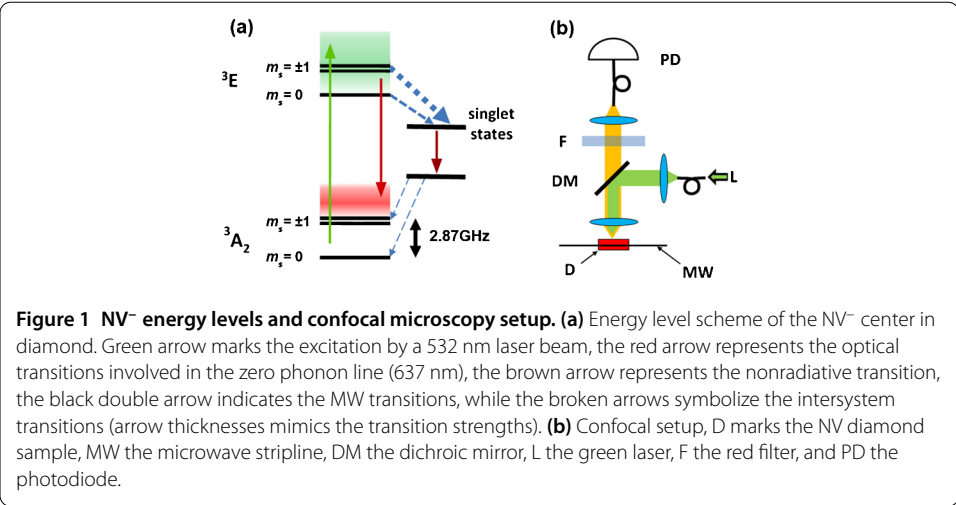 (a)
³E
mₛ = ±1
mₛ = 0
singlet
states
³A₂
mₛ = ±1
mₛ = 0
2.87GHz
(b)
PD
F
DM
L
D
MW
Figure 1 NV⁻ energy levels and confocal microscopy setup. (a) Energy level scheme of the NV⁻ center in
diamond. Green arrow marks the excitation by a 532 nm laser beam, the red arrow represents the optical
transitions involved in the zero phonon line (637 nm), the brown arrow represents the nonradiative transition,
the black double arrow indicates the MW transitions, while the broken arrows symbolize the intersystem
transitions (arrow thicknesses mimics the transition strengths). (b) Confocal setup, D marks the NV diamond
sample, MW the microwave stripline, DM the dichroic mirror, L the green laser, F the red filter, and PD the
photodiode.